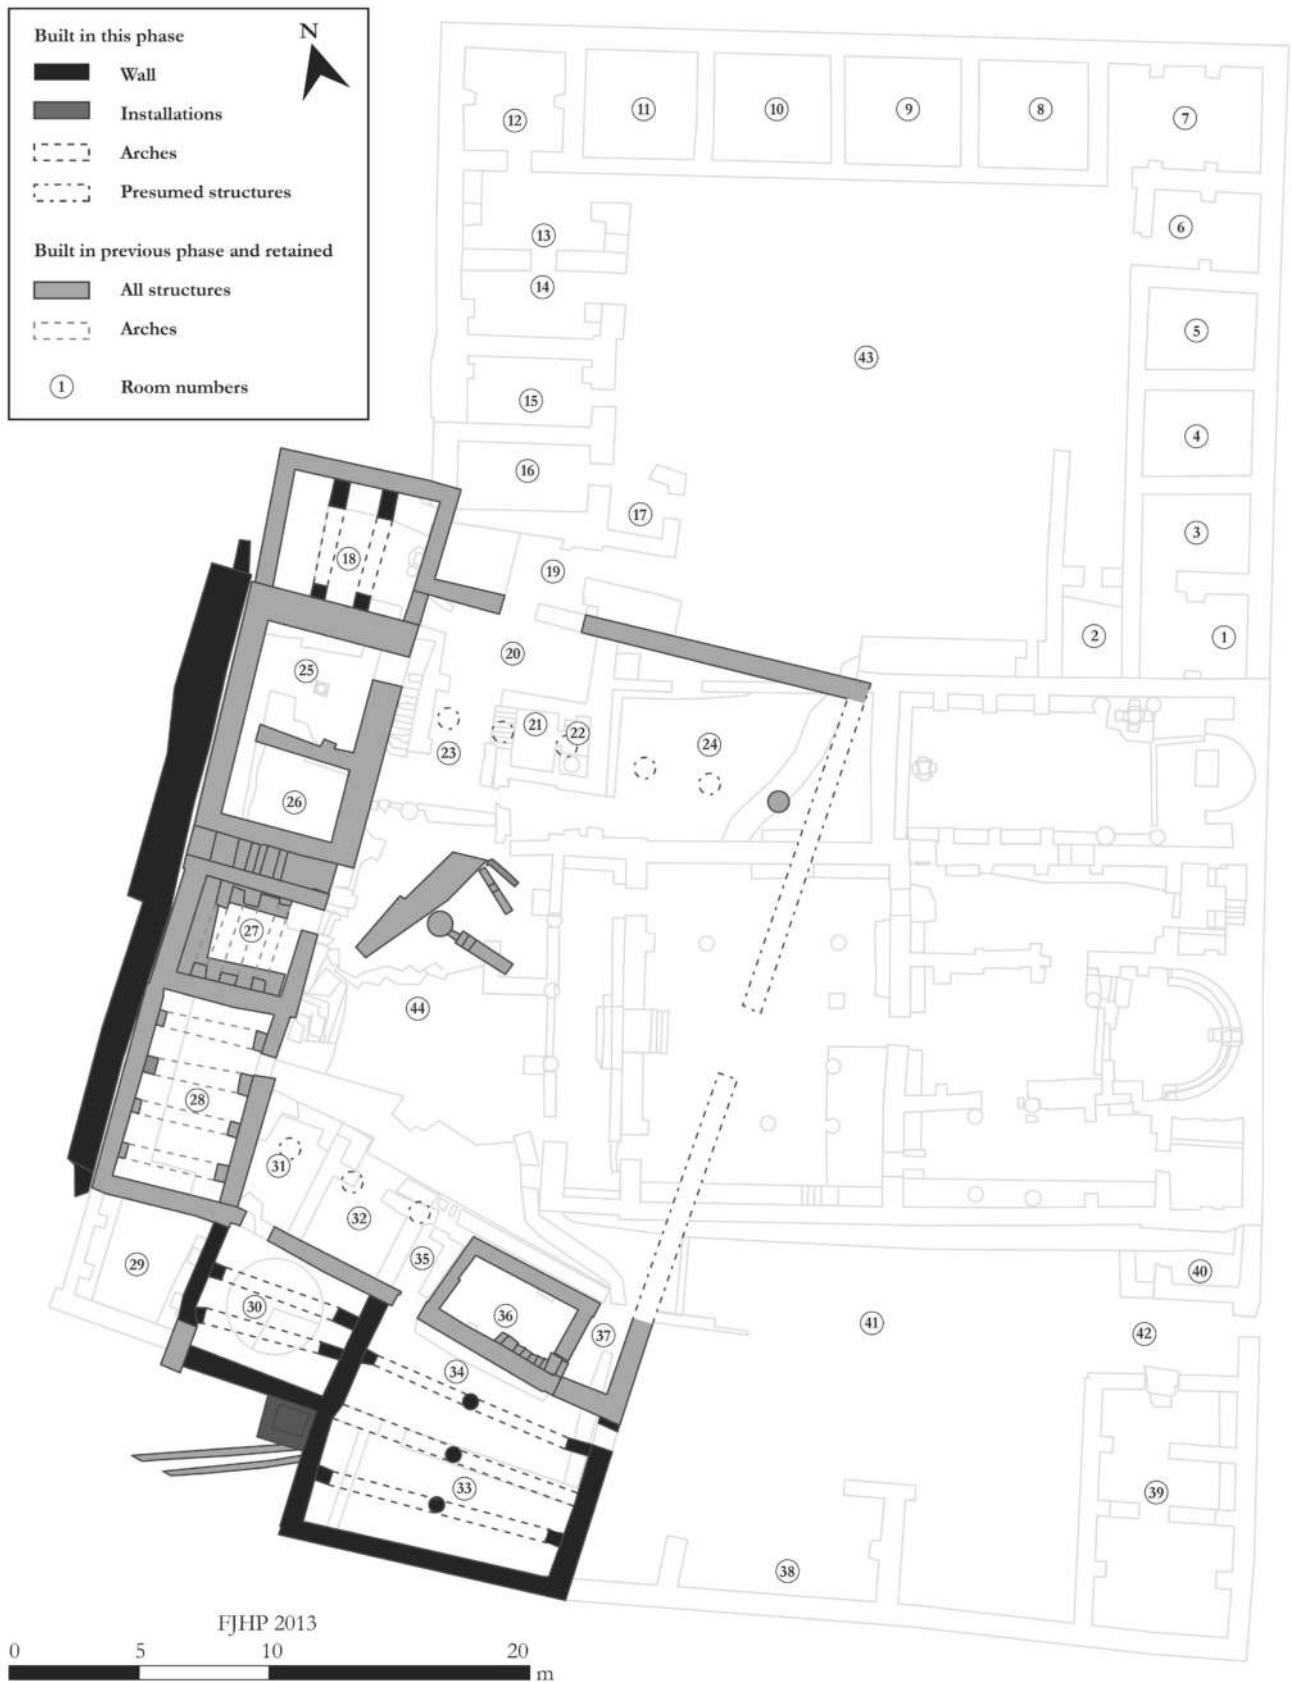 Built in this phase
N
Wall
Installations
Arches
Presumed structures
Built in previous phase and retained
All structures
Arches
1 Room numbers
12 11 10 9 8 7
6
13
14
5
43
15
4
16
17
3
18
19
2 1
20
25
21 22
23
24
26
27
44
28
31
32
35
29
40
30
36
37
41
42
34
33
39
38
FJHP 2013
0 5 10 20
m